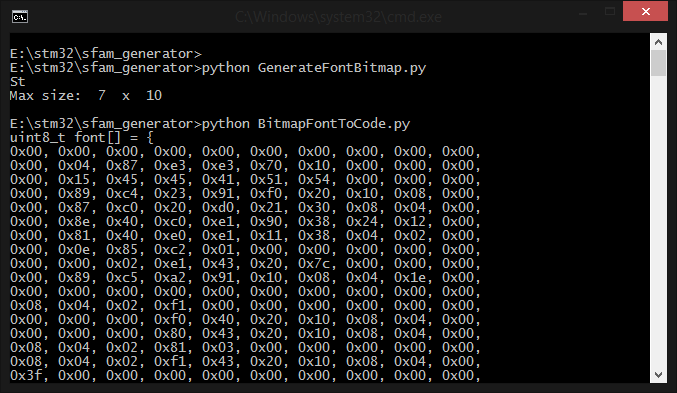 C:\Windows\system32\cmd.exe
E:\stm32\sfam_generator>
E:\stm32\sfam_generator>python GenerateFontBitmap.py
St
Max size:  7  x  10
E:\stm32\sfam_generator>python BitmapFontToCode.py
uint8_t font[] = {
0x00, 0x00, 0x00, 0x00, 0x00, 0x00, 0x00, 0x00, 0x00, 0x00,
0x00, 0x04, 0x87, 0xe3, 0xe3, 0x70, 0x10, 0x00, 0x00, 0x00,
0x00, 0x15, 0x45, 0x45, 0x41, 0x51, 0x54, 0x00, 0x00, 0x00,
0x00, 0x89, 0xc4, 0x23, 0x91, 0xf0, 0x20, 0x10, 0x08, 0x00,
0x00, 0x87, 0xc0, 0x20, 0xd0, 0x21, 0x30, 0x08, 0x04, 0x00,
0x00, 0x8e, 0x40, 0xc0, 0xe1, 0x90, 0x38, 0x24, 0x12, 0x00,
0x00, 0x81, 0x40, 0xe0, 0xe1, 0x11, 0x38, 0x04, 0x02, 0x00,
0x00, 0x0e, 0x85, 0xc2, 0x01, 0x00, 0x00, 0x00, 0x00, 0x00,
0x00, 0x00, 0x02, 0xe1, 0x43, 0x20, 0x7c, 0x00, 0x00, 0x00,
0x00, 0x89, 0xc5, 0xa2, 0x91, 0x10, 0x08, 0x04, 0x1e, 0x00,
0x00, 0x00, 0x00, 0x00, 0x00, 0x00, 0x00, 0x00, 0x00, 0x00,
0x08, 0x04, 0x02, 0xf1, 0x00, 0x00, 0x00, 0x00, 0x00, 0x00,
0x00, 0x00, 0x00, 0xf0, 0x40, 0x20, 0x10, 0x08, 0x04, 0x00,
0x00, 0x00, 0x00, 0x80, 0x43, 0x20, 0x10, 0x08, 0x04, 0x00,
0x08, 0x04, 0x02, 0x81, 0x03, 0x00, 0x00, 0x00, 0x00, 0x00,
0x08, 0x04, 0x02, 0xf1, 0x43, 0x20, 0x10, 0x08, 0x04, 0x00,
0x3f, 0x00, 0x00, 0x00, 0x00, 0x00, 0x00, 0x00, 0x00, 0x00,